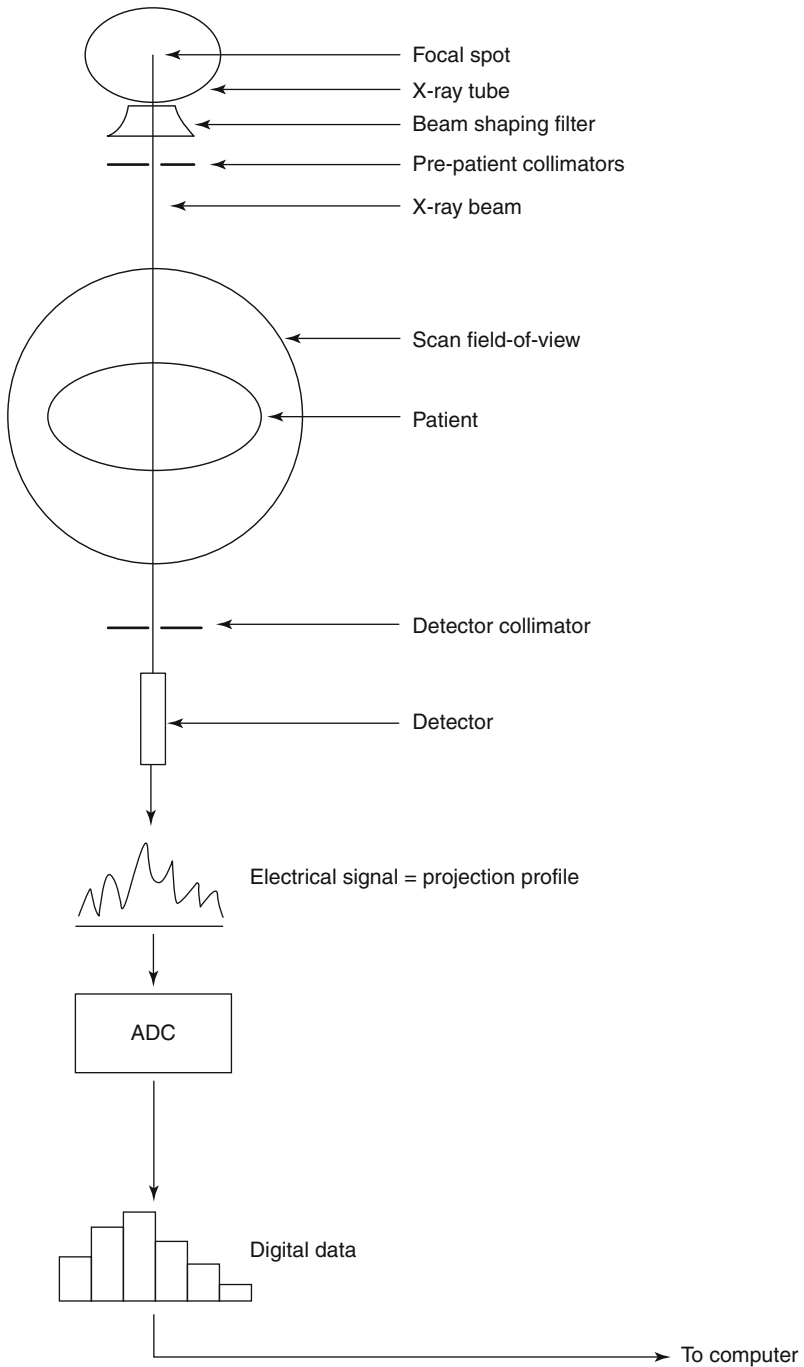 Focal spot
X-ray tube
Beam shaping filter
Pre-patient collimators
X-ray beam
Scan field-of-view
Patient
Detector collimator
Detector
Electrical signal = projection profile
ADC
Digital data
To computer